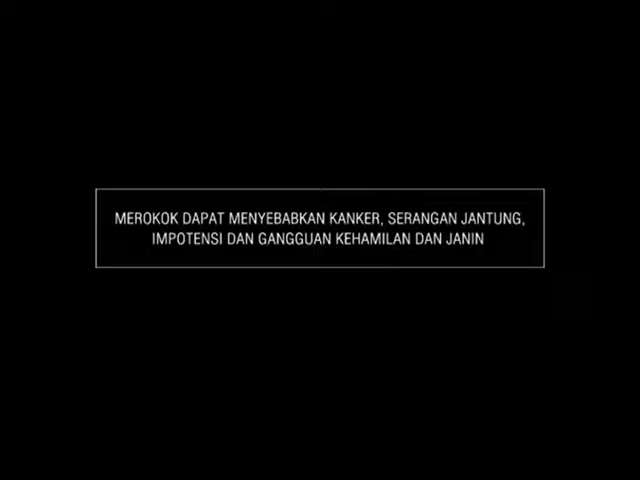 MEROKOK DAPAT MENYEBABKAN KANKER, SERANGAN JANTUNG,
IMPOTENSI DAN GANGGUAN KEHAMILAN DAN JANIN